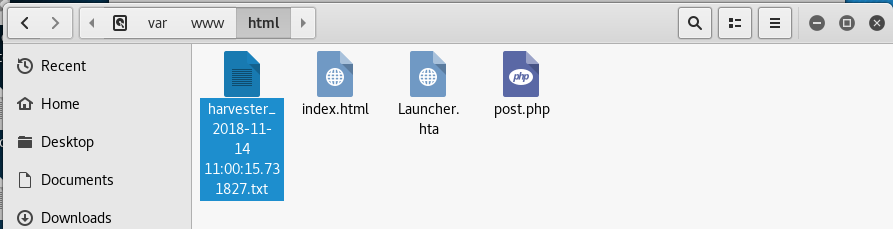 var www html
Recent
Home
Desktop
Documents
Downloads
harvester_
2018-11-
14
11:00:15.73
1827.txt
index.html
Launcher.
hta
php
post.php